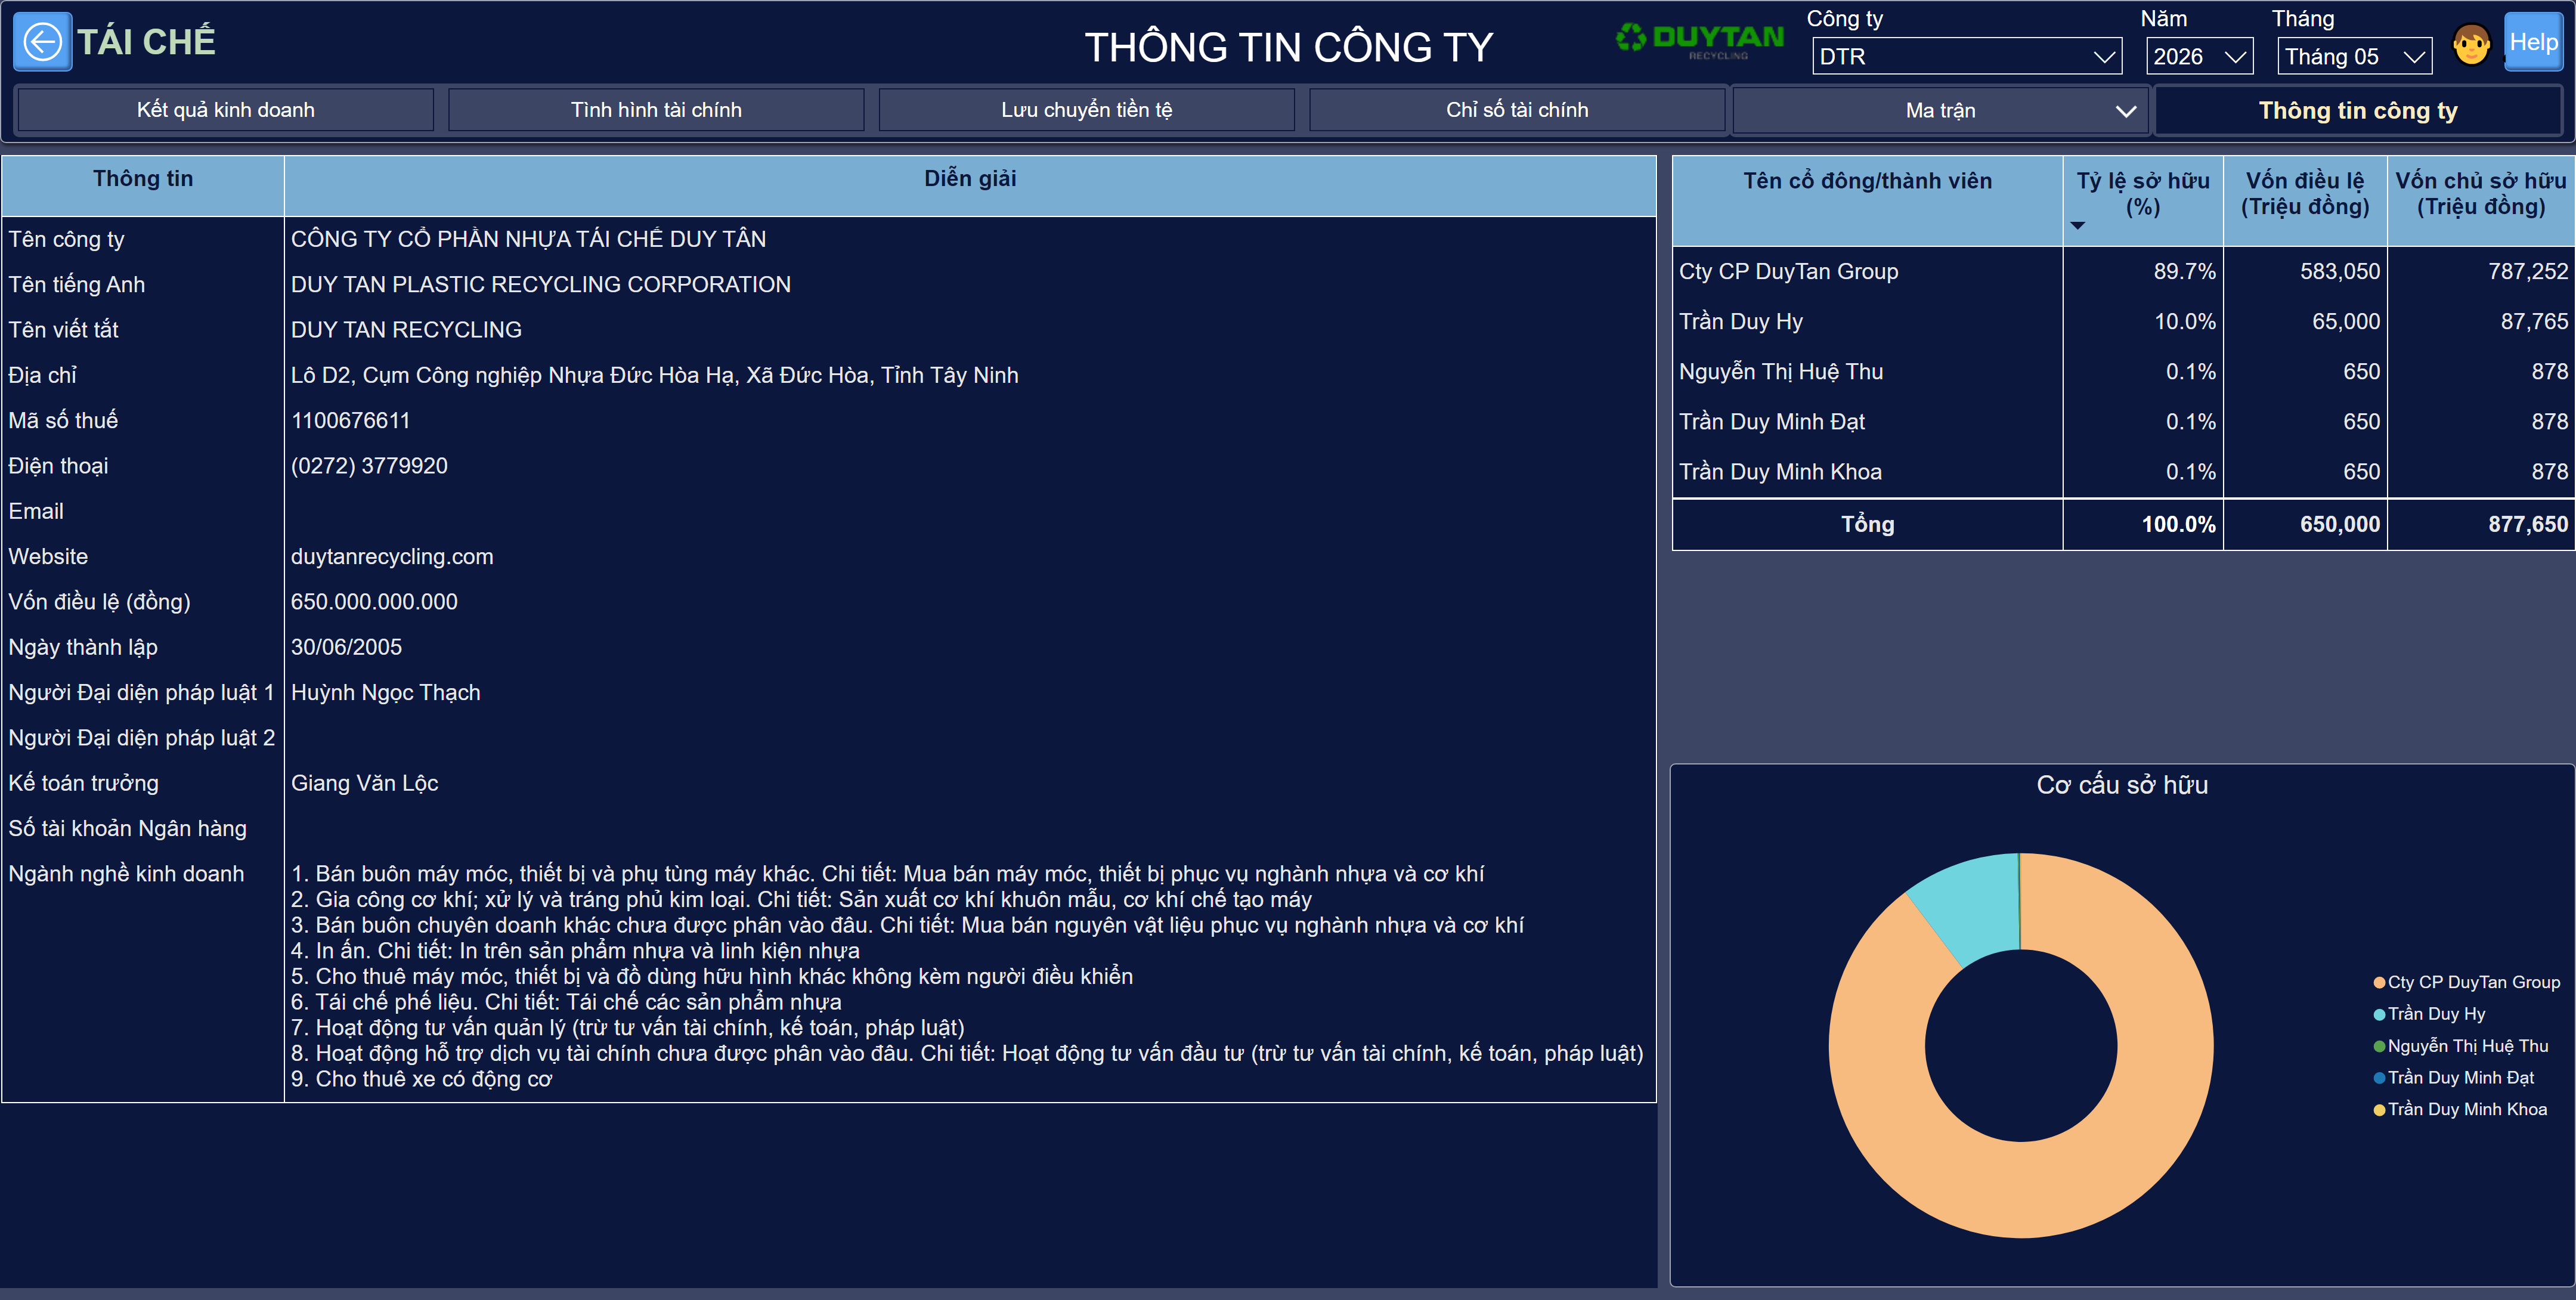 TÁI CHẾ
THÔNG TIN CÔNG TY
DUYTAN
RECYCLING
Công ty
DTR
Năm
2026
Tháng
Tháng 05
Help
Kết quả kinh doanh
Tình hình tài chính
Lưu chuyển tiền tệ
Chỉ số tài chính
Ma trận
Thông tin công ty
Thông tin Diễn giải
Tên công ty CÔNG TY CỔ PHẦN NHỰA TÁI CHẾ DUY TÂN
Tên tiếng Anh DUY TAN PLASTIC RECYCLING CORPORATION
Tên viết tắt DUY TAN RECYCLING
Địa chỉ Lô D2, Cụm Công nghiệp Nhựa Đức Hòa Hạ, Xã Đức Hòa, Tỉnh Tây Ninh
Mã số thuế 1100676611
Điện thoại (0272) 3779920
Email
Website duytanrecycling.com
Vốn điều lệ (đồng) 650.000.000.000
Ngày thành lập 30/06/2005
Người Đại diện pháp luật 1 Huỳnh Ngọc Thạch
Người Đại diện pháp luật 2
Kế toán trưởng Giang Văn Lộc
Số tài khoản Ngân hàng
Ngành nghề kinh doanh 1. Bán buôn máy móc, thiết bị và phụ tùng máy khác. Chi tiết: Mua bán máy móc, thiết bị phục vụ nghành nhựa và cơ khí
2. Gia công cơ khí; xử lý và tráng phủ kim loại. Chi tiết: Sản xuất cơ khí khuôn mẫu, cơ khí chế tạo máy
3. Bán buôn chuyên doanh khác chưa được phân vào đâu. Chi tiết: Mua bán nguyên vật liệu phục vụ nghành nhựa và cơ khí
4. In ấn. Chi tiết: In trên sản phẩm nhựa và linh kiện nhựa
5. Cho thuê máy móc, thiết bị và đồ dùng hữu hình khác không kèm người điều khiển
6. Tái chế phế liệu. Chi tiết: Tái chế các sản phẩm nhựa
7. Hoạt động tư vấn quản lý (trừ tư vấn tài chính, kế toán, pháp luật)
8. Hoạt động hỗ trợ dịch vụ tài chính chưa được phân vào đâu. Chi tiết: Hoạt động tư vấn đầu tư (trừ tư vấn tài chính, kế toán, pháp luật)
9. Cho thuê xe có động cơ
Tên cổ đông/thành viên Tỷ lệ sở hữu Vốn điều lệ Vốn chủ sở hữu
(%) (Triệu đồng) (Triệu đồng)
Cty CP DuyTan Group 89.7% 583,050 787,252
Trần Duy Hy 10.0% 65,000 87,765
Nguyễn Thị Huệ Thu 0.1% 650 878
Trần Duy Minh Đạt 0.1% 650 878
Trần Duy Minh Khoa 0.1% 650 878
Tổng 100.0% 650,000 877,650
Cơ cấu sở hữu
Cty CP DuyTan Group
Trần Duy Hy
Nguyễn Thị Huệ Thu
Trần Duy Minh Đạt
Trần Duy Minh Khoa